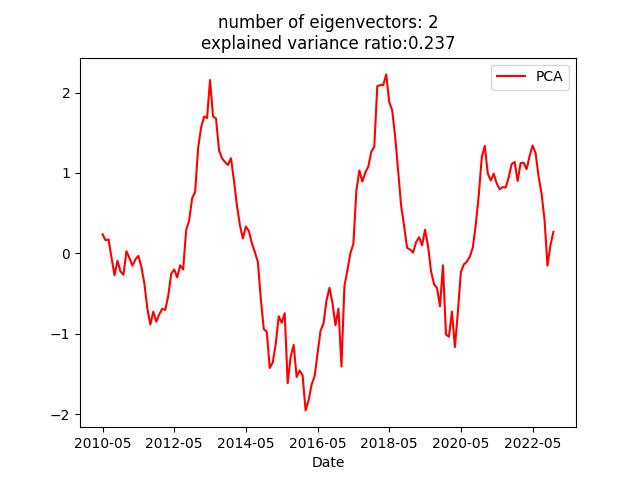 number of eigenvectors: 2
explained variance ratio:0.237
PCA
2
1
0
−1
−2
2010-05 2012-05 2014-05 2016-05 2018-05 2020-05 2022-05
Date